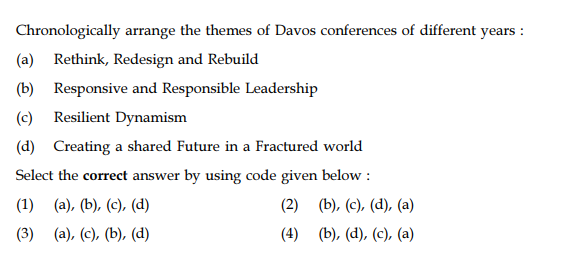 Chronologically arrange the themes of Davos conferences of different years :
(a) Rethink, Redesign and Rebuild
(b) Responsive and Responsible Leadership
(c) Resilient Dynamism
(d) Creating a shared Future in a Fractured world
Select the correct answer by using code given below :
(1) (a), (b), (c), (d) (2) (b), (c), (d), (a)
(3) (a), (c), (b), (d) (4) (b), (d), (c), (a)